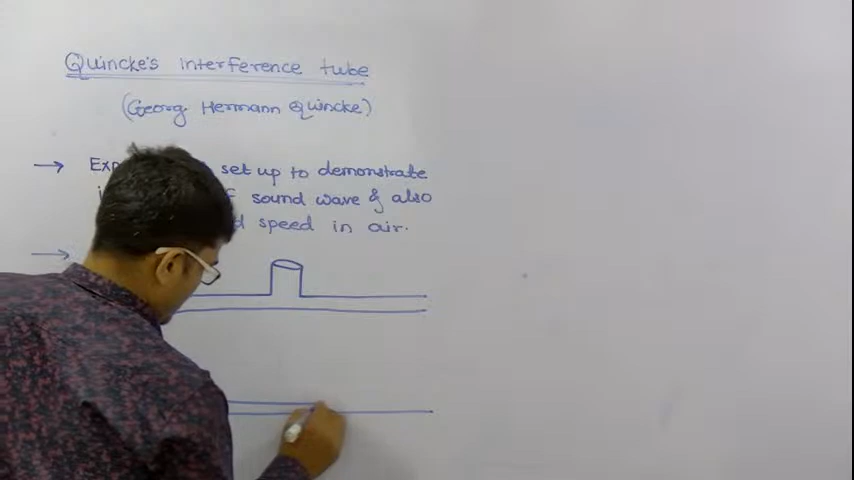 Quincke's interference tube
(Georg Hermann Quincke)
→ set up to demonstrate
sound wave & also
speed in air.
→